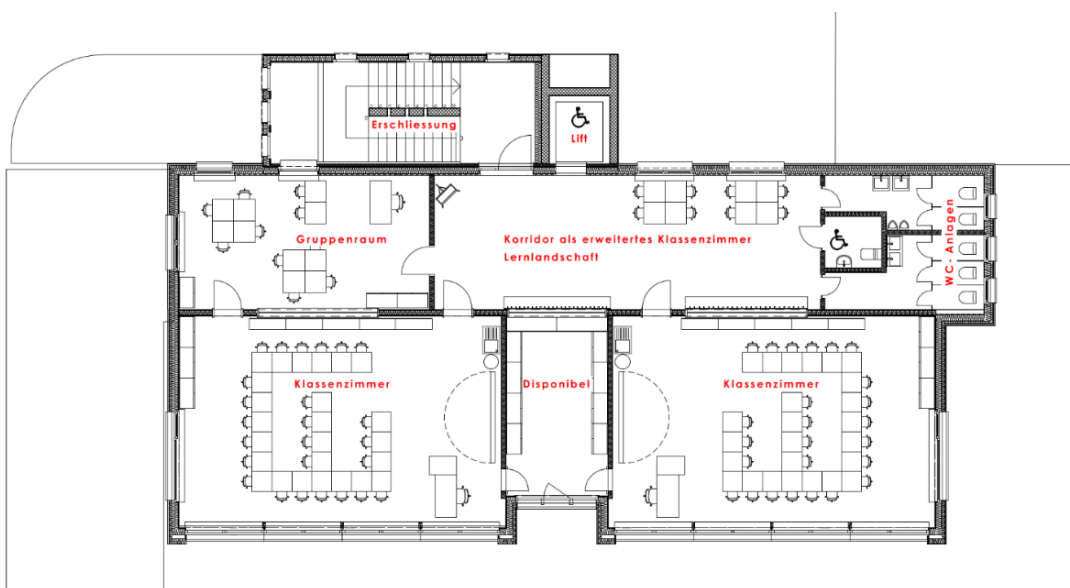 Erschliessung
Lift
Gruppenraum
Korridor als erweitertes Klassenzimmer
Lernlandschaft
WC-Anlagen
Klassenzimmer
Disponibel
Klassenzimmer